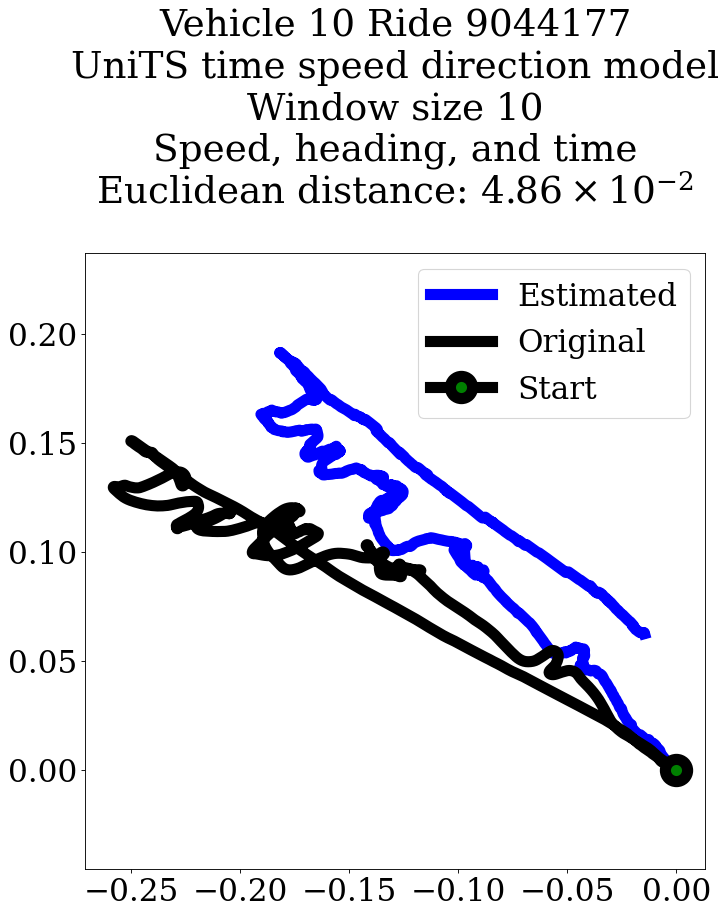 Vehicle 10 Ride 9044177
UniTS time speed direction model
Window size 10
Speed, heading, and time
Euclidean distance: 4.86 × 10⁻²
Estimated
Original
Start
0.20
0.15
0.10
0.05
0.00
−0.25 −0.20 −0.15 −0.10 −0.05 0.00